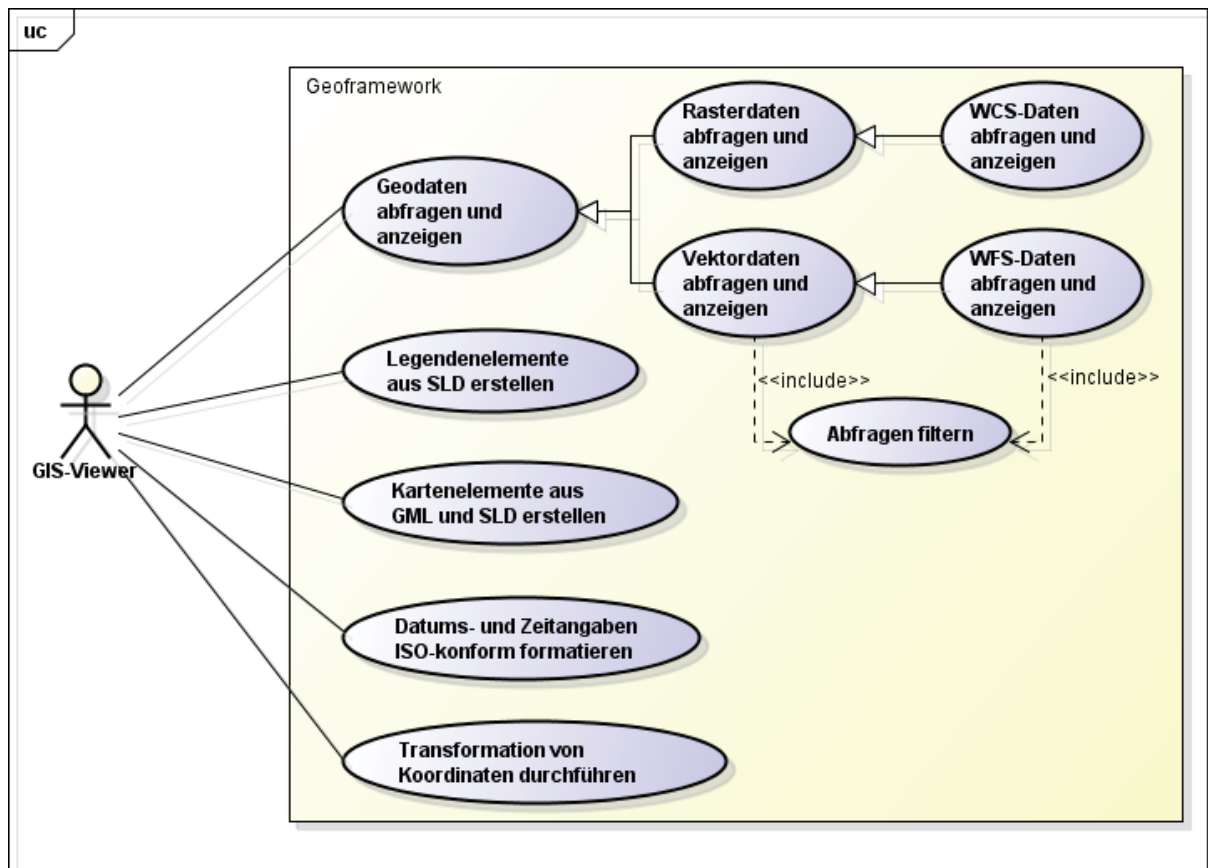 uc
Geoframework
Geodaten
abfragen und
anzeigen
Rasterdaten
abfragen und
anzeigen
WCS-Daten
abfragen und
anzeigen
Vektordaten
abfragen und
anzeigen
WFS-Daten
abfragen und
anzeigen
<<include>>
<<include>>
Abfragen filtern
Legendenelemente
aus SLD erstellen
GIS-Viewer
Kartenelemente aus
GML und SLD erstellen
Datums- und Zeitangaben
ISO-konform formatieren
Transformation von
Koordinaten durchführen